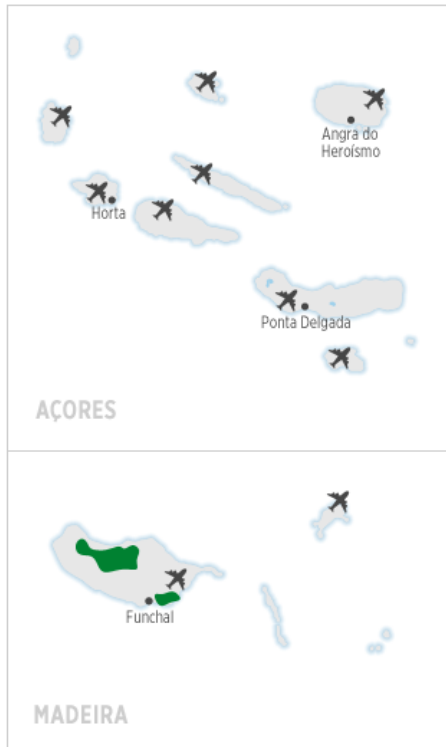 Angra do
Heroísmo
Horta
Ponta Delgada
AÇORES
Funchal
MADEIRA